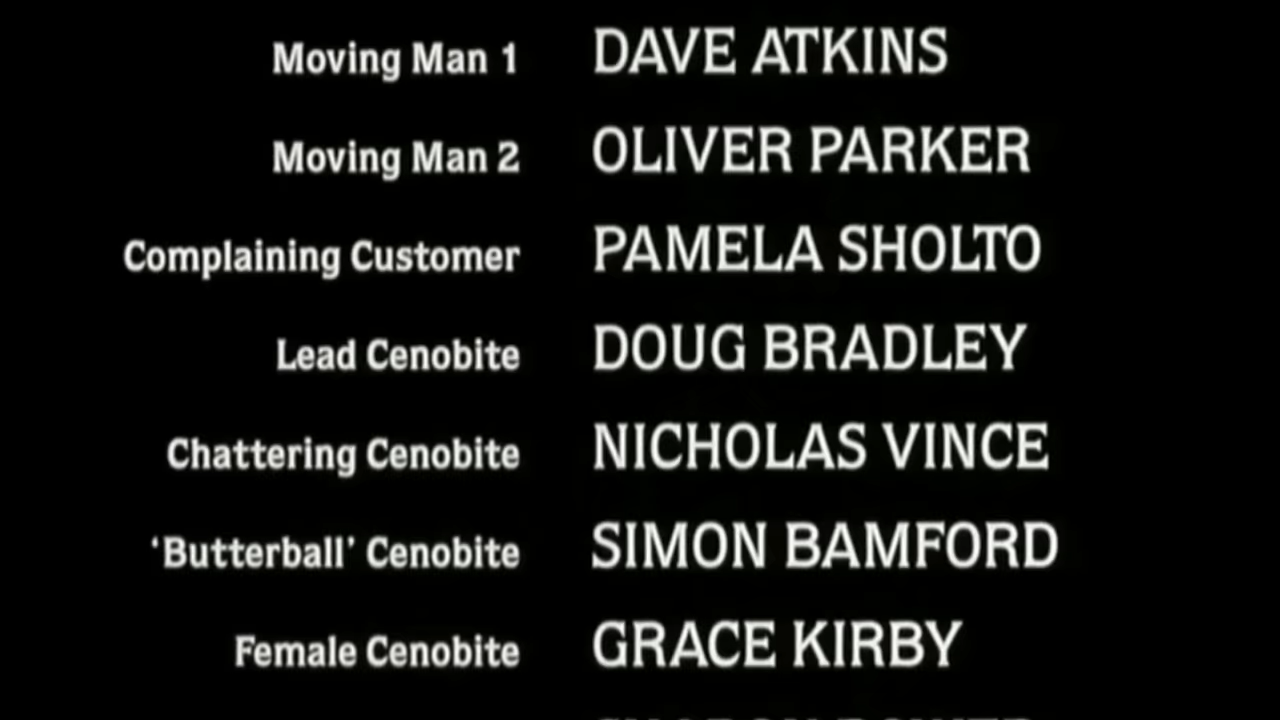 Moving Man 1 DAVE ATKINS
Moving Man 2 OLIVER PARKER
Complaining Customer PAMELA SHOLTO
Lead Cenobite DOUG BRADLEY
Chattering Cenobite NICHOLAS VINCE
‘Butterball’ Cenobite SIMON BAMFORD
Female Cenobite GRACE KIRBY